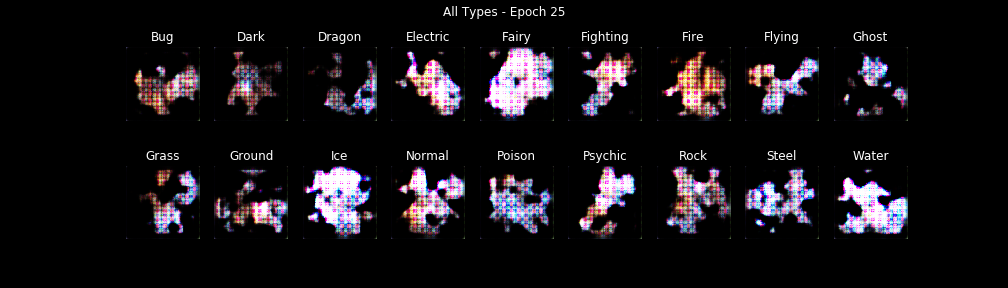 All Types - Epoch 25
Bug Dark Dragon Electric Fairy Fighting Fire Flying Ghost
Grass Ground Ice Normal Poison Psychic Rock Steel Water